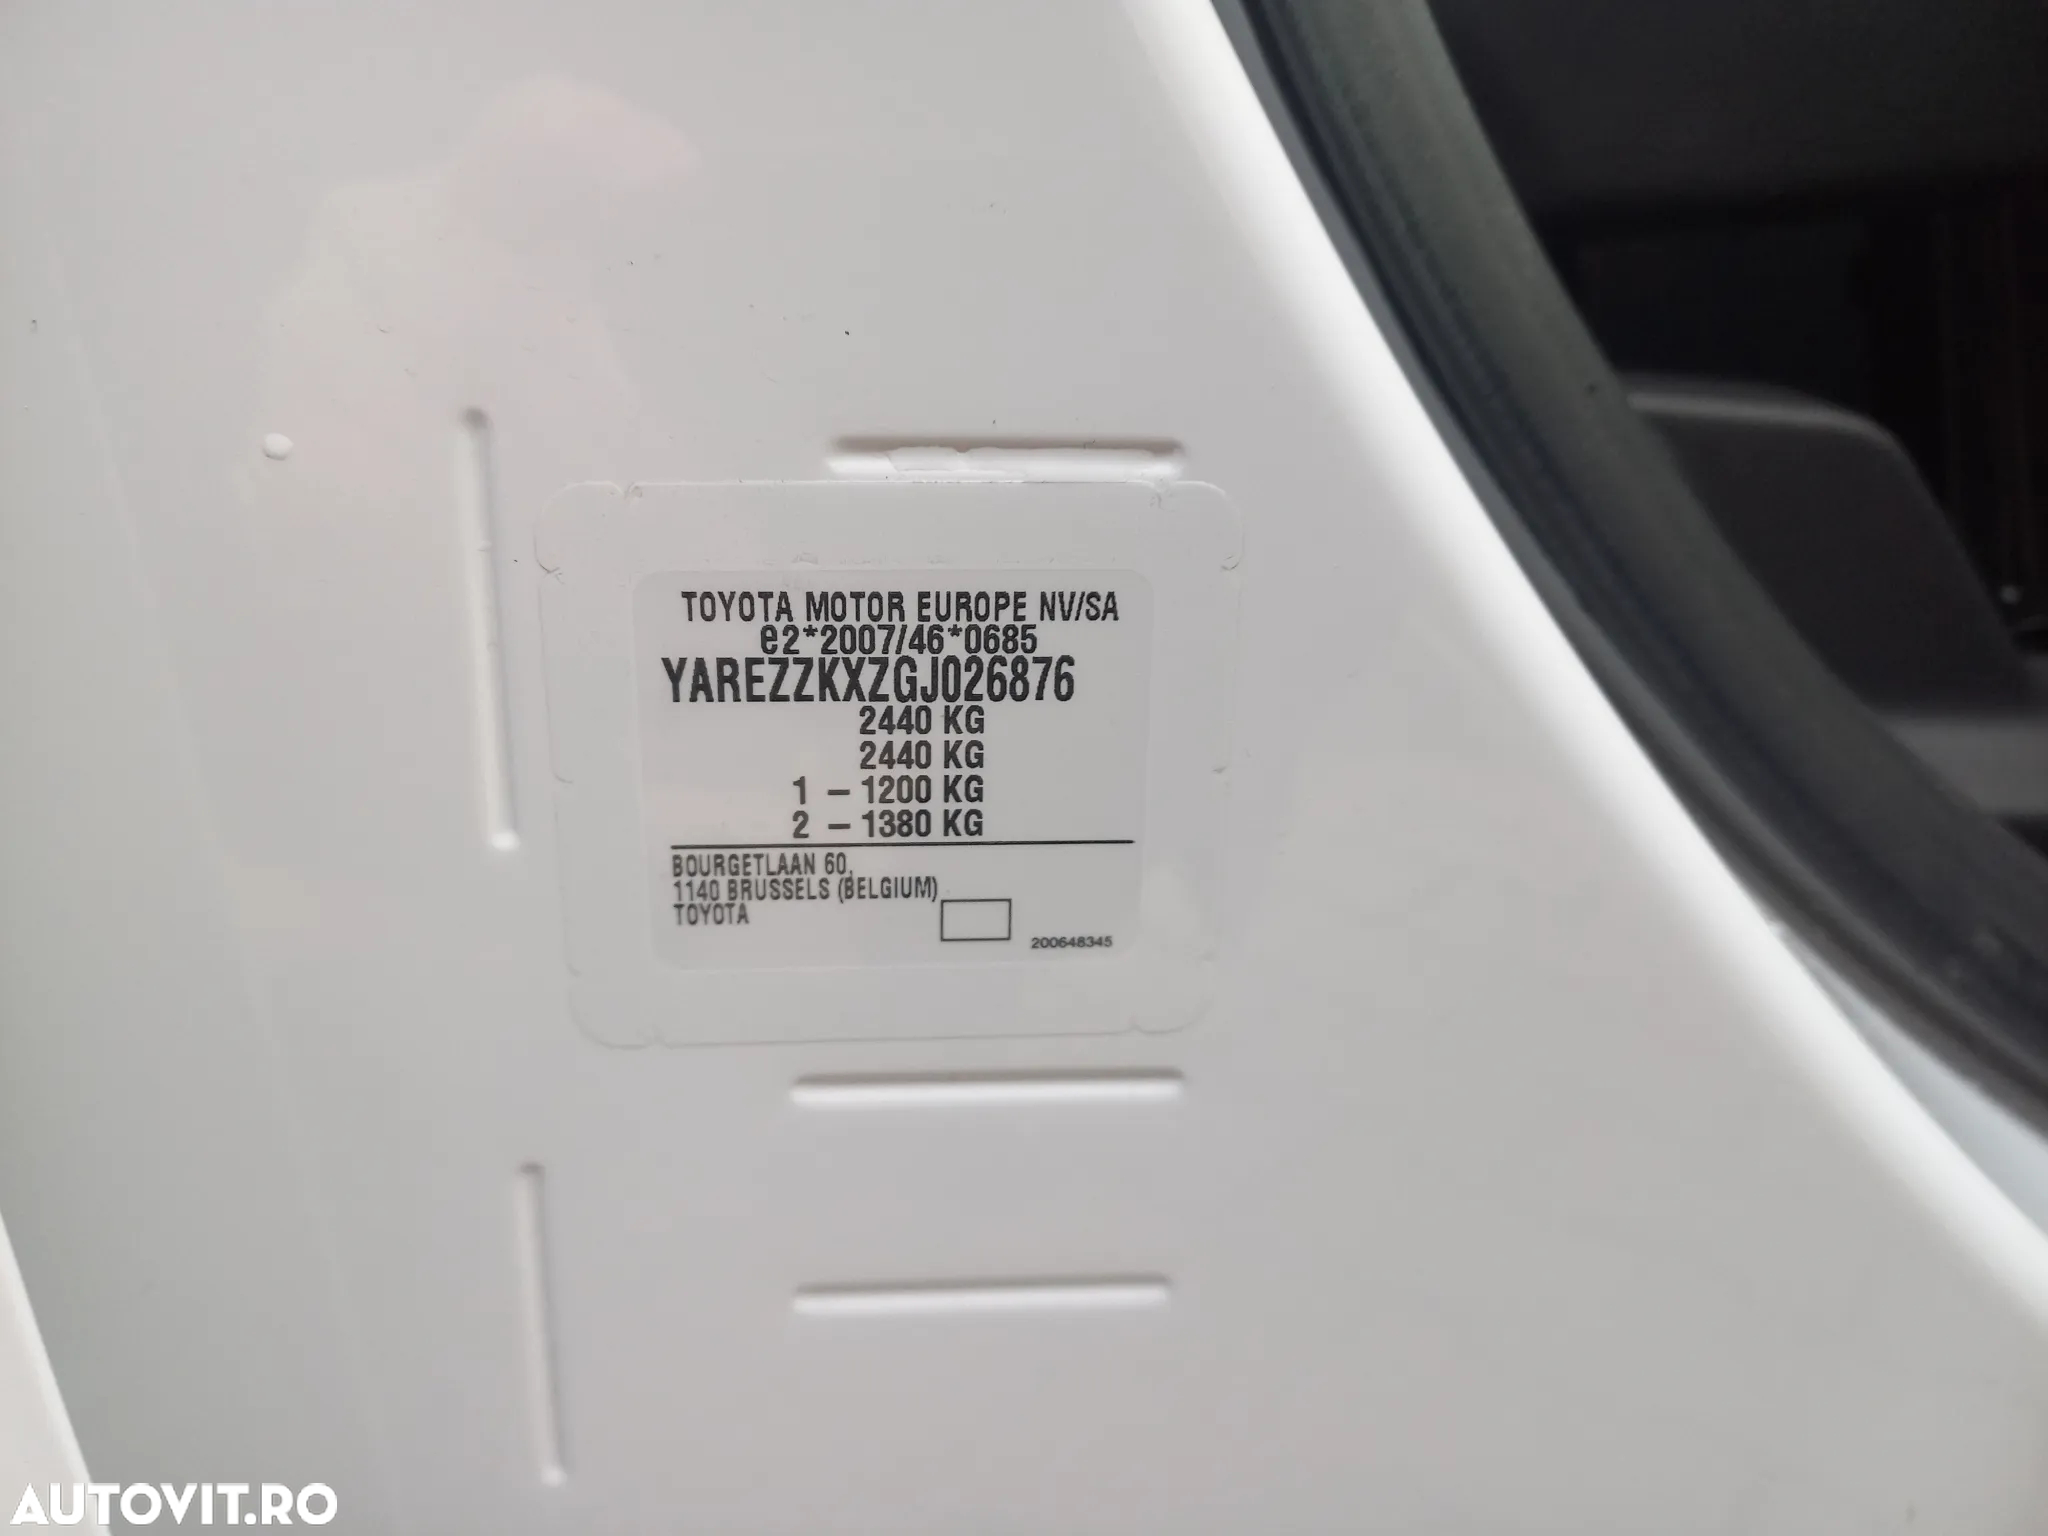 TOYOTA MOTOR EUROPE NV/SA
e2*2007/46*0685
YAREZZKXZGJ026876
2440 KG
2440 KG
1 - 1200 KG
2 - 1380 KG
BOURGETLAAN 60,
1140 BRUSSELS (BELGIUM)
TOYOTA
200648345
AUTOVIT.RO